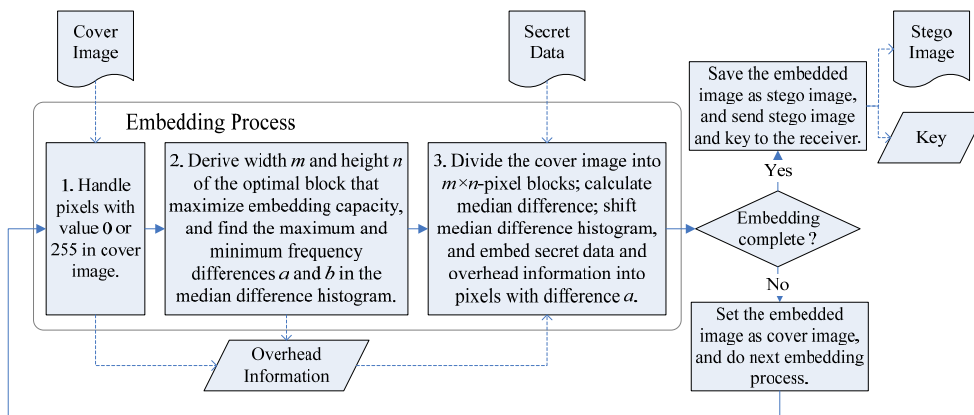 Cover
Image
Secret
Data
Stego
Image
Save the embedded
image as stego image,
and send stego image
and key to the receiver.
Key
Embedding Process
1. Handle
pixels with
value 0 or
255 in cover
image.
2. Derive width m and height n
of the optimal block that
maximize embedding capacity,
and find the maximum and
minimum frequency
differences a and b in the
median difference histogram.
3. Divide the cover image into
m×n-pixel blocks; calculate
median difference; shift
median difference histogram,
and embed secret data and
overhead information into
pixels with difference a.
Yes
Embedding
complete ?
No
Set the embedded
image as cover image,
and do next embedding
process.
Overhead
Information